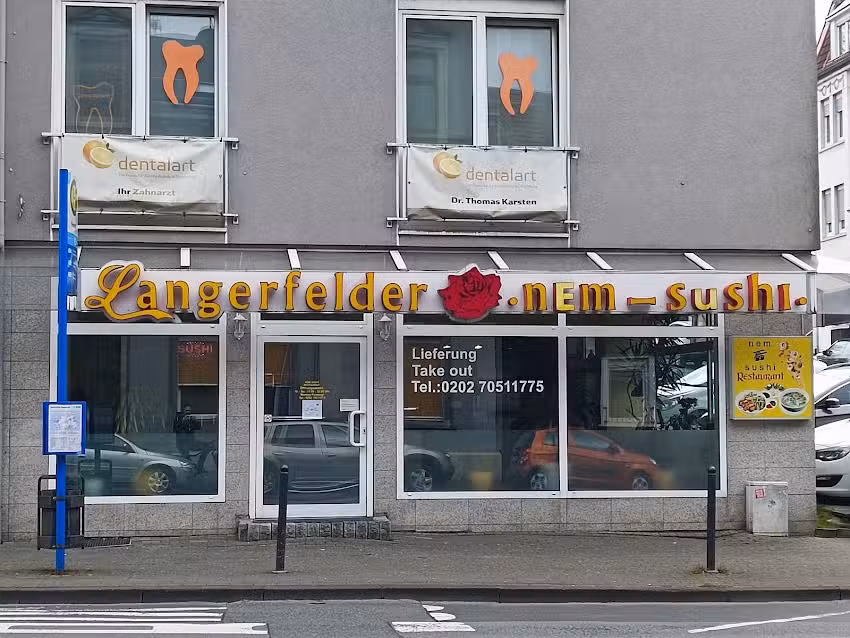 dentalart
Ihr Zahnarzt
dentalart
Dr. Thomas Karsten
Langerfelder · nEm – sushi ·
SUSHI
Lieferung
Take out
Tel.:0202 70511775
nem
sushi
Restaurant